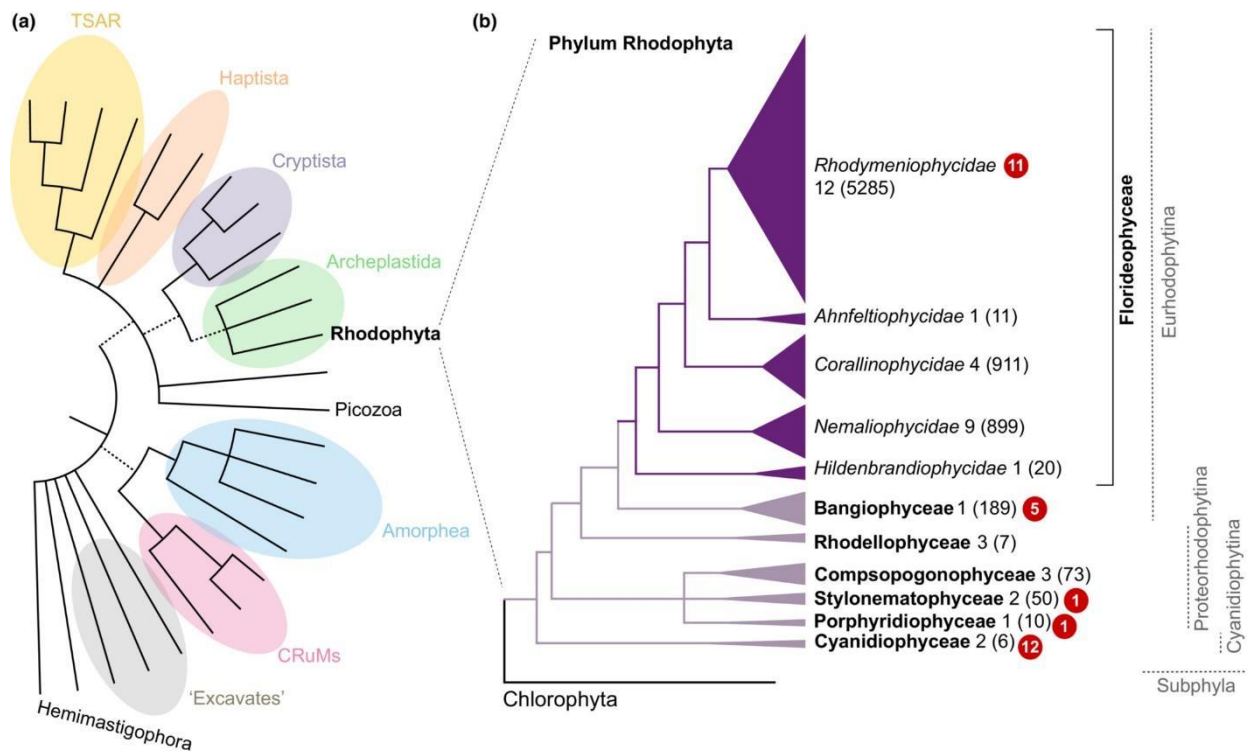 (a)
TSAR
Haptista
Cryptista
Archeplastida
Rhodophyta
Picozoa
Amorphea
CRuMs
'Excavates'
Hemimastigophora
(b)
Phylum Rhodophyta
Rhodymeniophycidae 11
12 (5285)
Ahnfeltiophycidae 1 (11)
Corallinophycidae 4 (911)
Nemaliophycidae 9 (899)
Hildenbrandiophycidae 1 (20)
Bangiophyceae 1 (189) 5
Rhodellophyceae 3 (7)
Compsopogonophyceae 3 (73)
Stylonematophyceae 2 (50) 1
Porphyridiophyceae 1 (10) 1
Cyanidiophyceae 2 (6) 12
Chlorophyta
Florideophyceae
Eurhodophytina
Proteorhodophytina
Cyanidiophytina
Subphyla